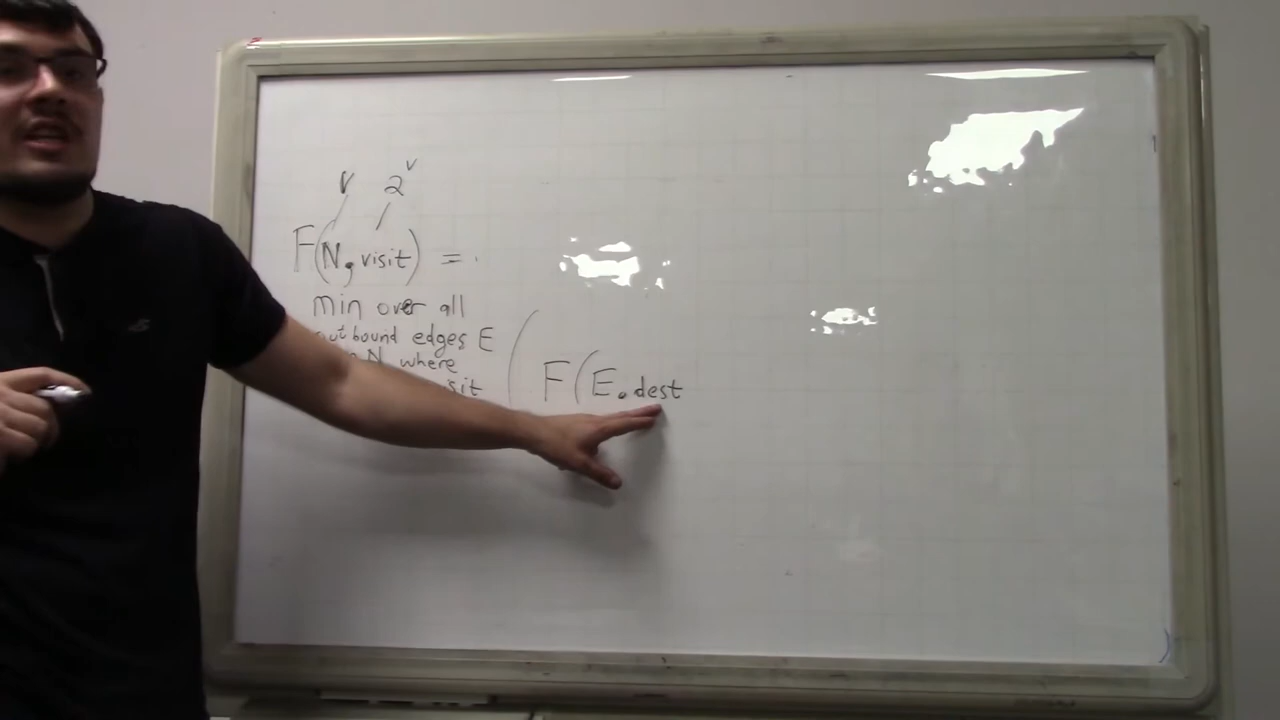 V 2^V
F(N, visit) =
min over all
outbound edges E
N where
sit
( F(E.dest